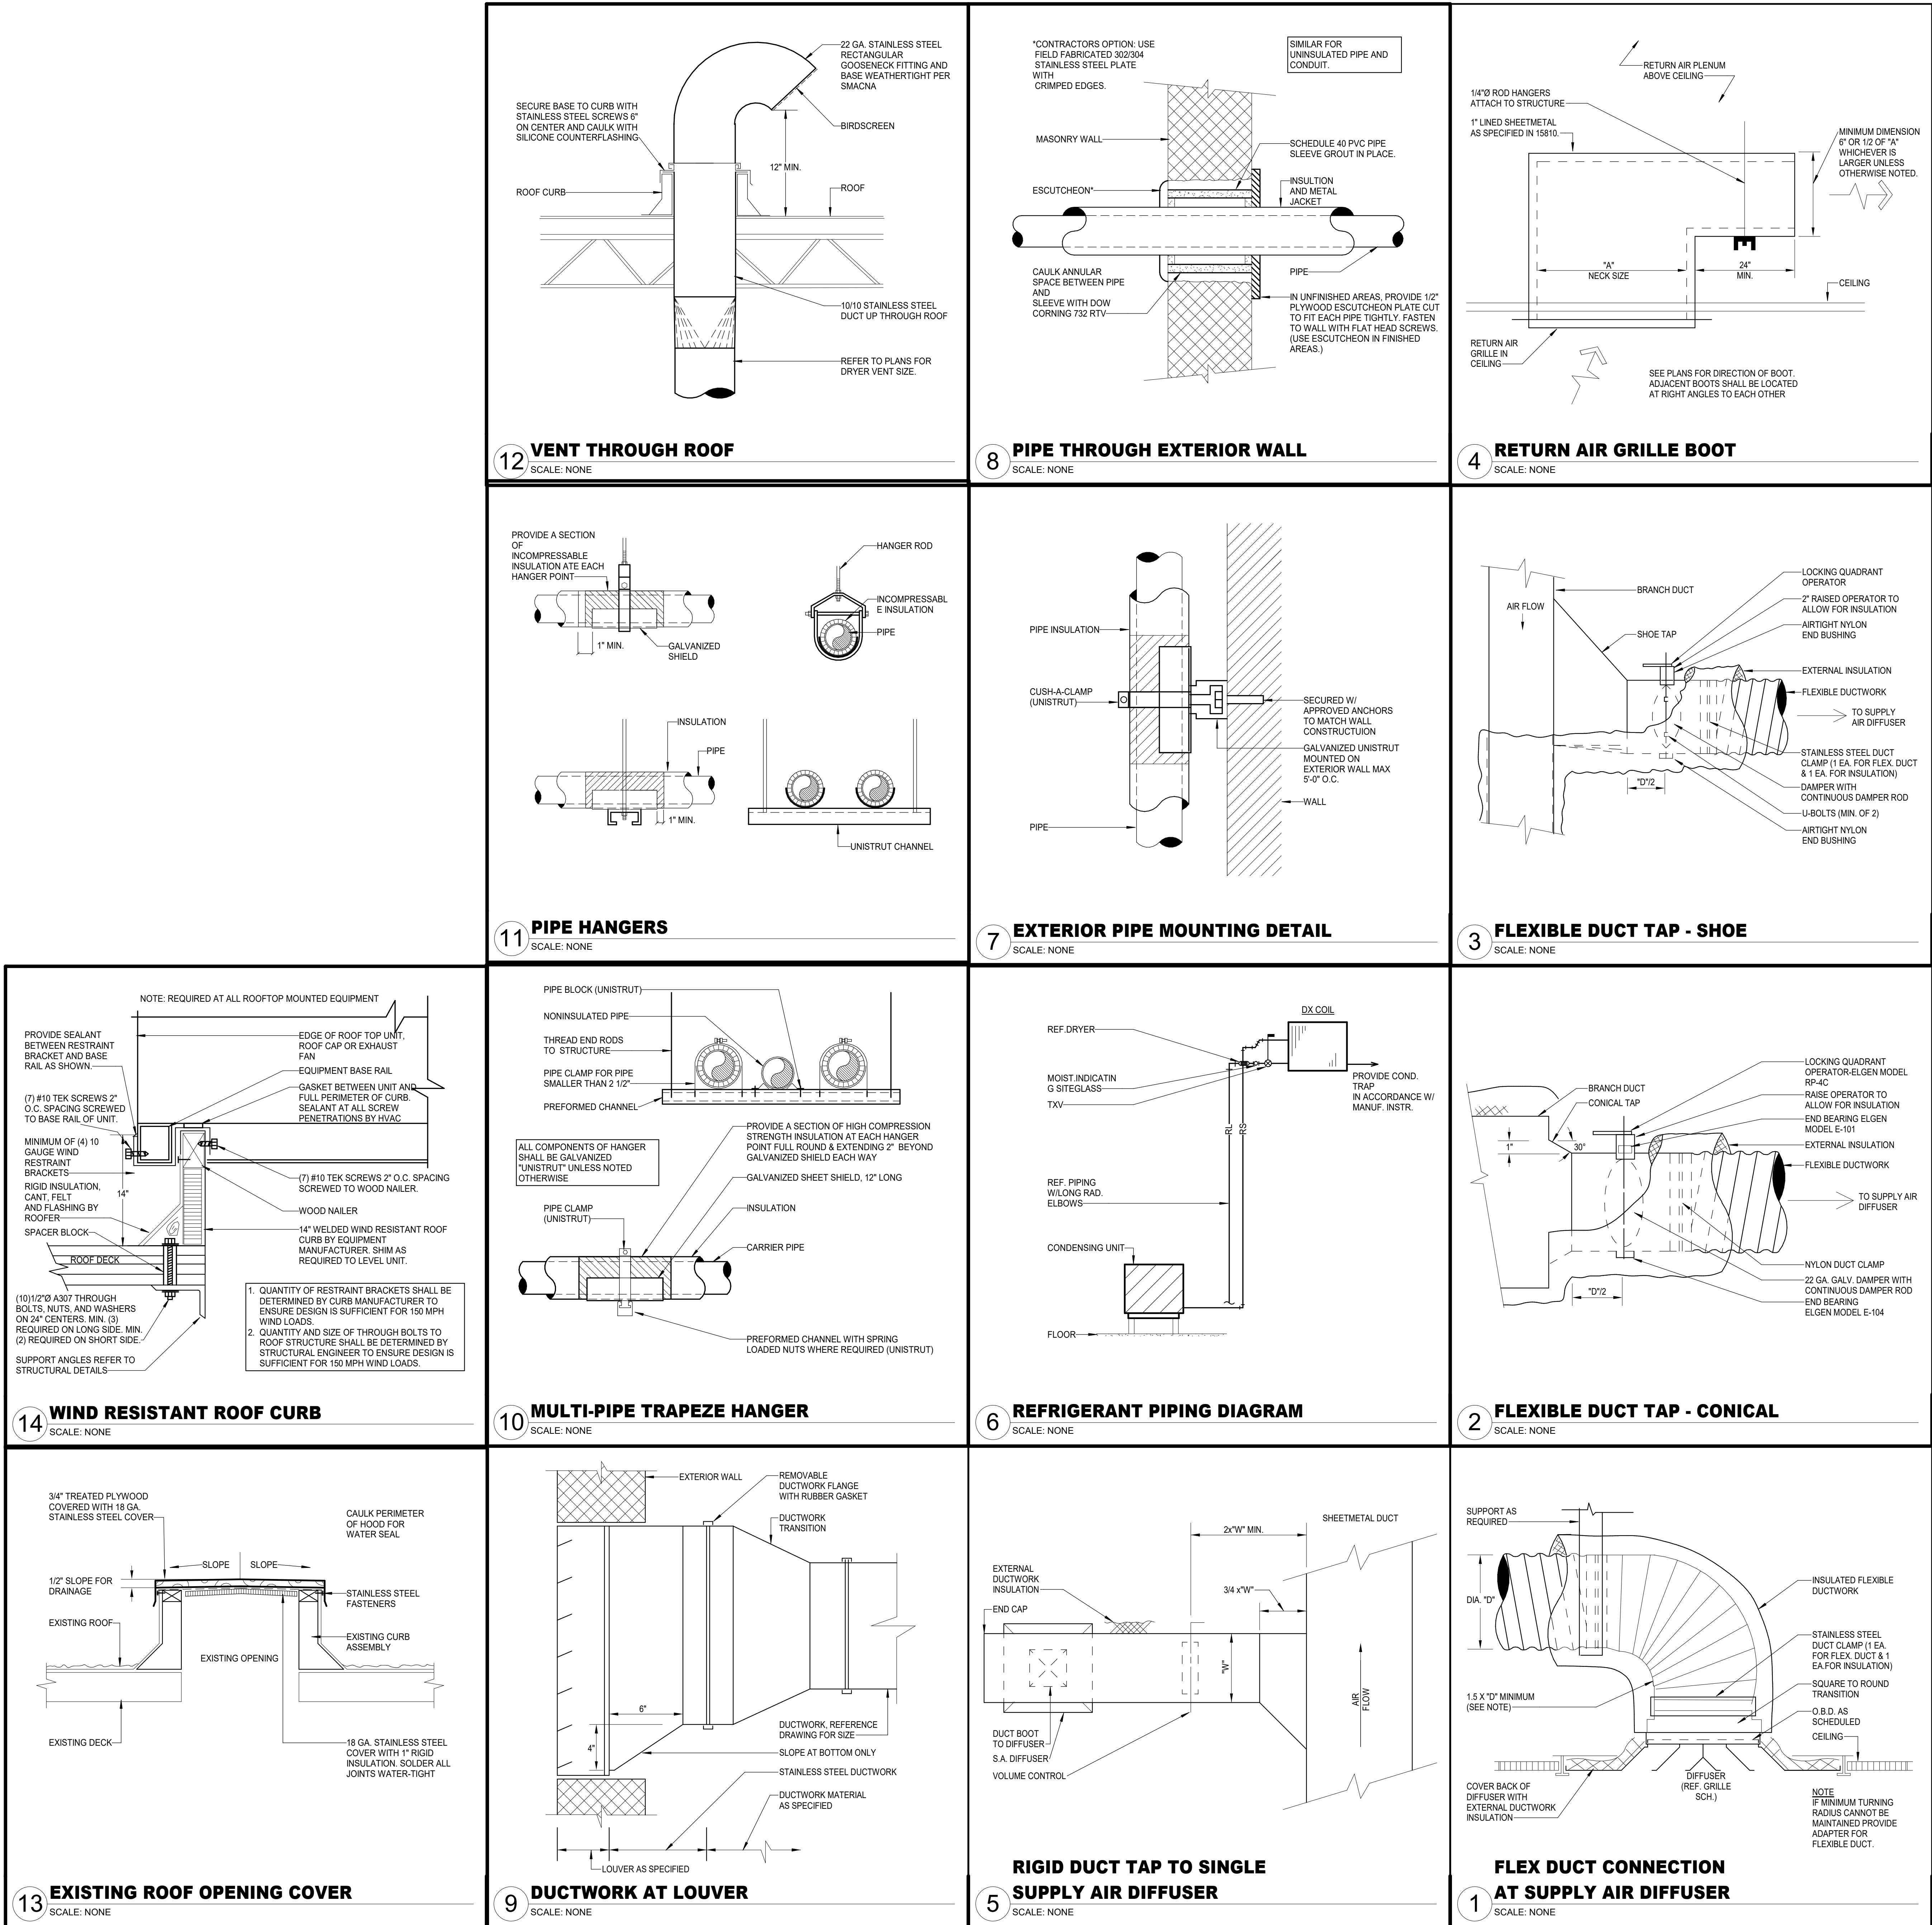 22 GA. STAINLESS STEEL
RECTANGULAR
GOOSENECK FITTING AND
BASE WEATHERTIGHT PER
SMACNA
SECURE BASE TO CURB WITH
STAINLESS STEEL SCREWS 6"
ON CENTER AND CAULK WITH
SILICONE COUNTERFLASHING
BIRDSCREEN
12" MIN.
ROOF CURB
ROOF
10/10 STAINLESS STEEL
DUCT UP THROUGH ROOF
REFER TO PLANS FOR
DRYER VENT SIZE.
12 VENT THROUGH ROOF
SCALE: NONE
*CONTRACTORS OPTION: USE
FIELD FABRICATED 302/304
STAINLESS STEEL PLATE
WITH
CRIMPED EDGES.
SIMILAR FOR
UNINSULATED PIPE AND
CONDUIT.
MASONRY WALL
SCHEDULE 40 PVC PIPE
SLEEVE GROUT IN PLACE.
ESCUTCHEON*
INSULTION
AND METAL
JACKET
CAULK ANNULAR
SPACE BETWEEN PIPE
AND
SLEEVE WITH DOW
CORNING 732 RTV
PIPE
IN UNFINISHED AREAS, PROVIDE 1/2"
PLYWOOD ESCUTCHEON PLATE CUT
TO FIT EACH PIPE TIGHTLY. FASTEN
TO WALL WITH FLAT HEAD SCREWS.
(USE ESCUTCHEON IN FINISHED
AREAS.)
8 PIPE THROUGH EXTERIOR WALL
SCALE: NONE
RETURN AIR PLENUM
ABOVE CEILING
1/4"Ø ROD HANGERS
ATTACH TO STRUCTURE
1" LINED SHEETMETAL
AS SPECIFIED IN 15810.
MINIMUM DIMENSION
6" OR 1/2 OF "A"
WHICHEVER IS
LARGER UNLESS
OTHERWISE NOTED.
"A"
NECK SIZE
24"
MIN.
CEILING
RETURN AIR
GRILLE IN
CEILING
SEE PLANS FOR DIRECTION OF BOOT.
ADJACENT BOOTS SHALL BE LOCATED
AT RIGHT ANGLES TO EACH OTHER
4 RETURN AIR GRILLE BOOT
SCALE: NONE
PROVIDE A SECTION
OF
INCOMPRESSABLE
INSULATION ATE EACH
HANGER POINT
1" MIN.
GALVANIZED
SHIELD
HANGER ROD
INCOMPRESSABL
E INSULATION
PIPE
INSULATION
PIPE
1" MIN.
UNISTRUT CHANNEL
11 PIPE HANGERS
SCALE: NONE
PIPE INSULATION
CUSH-A-CLAMP
(UNISTRUT)
SECURED W/
APPROVED ANCHORS
TO MATCH WALL
CONSTRUCTUION
GALVANIZED UNISTRUT
MOUNTED ON
EXTERIOR WALL MAX
5'-0" O.C.
WALL
PIPE
7 EXTERIOR PIPE MOUNTING DETAIL
SCALE: NONE
AIR FLOW
BRANCH DUCT
SHOE TAP
LOCKING QUADRANT
OPERATOR
2" RAISED OPERATOR TO
ALLOW FOR INSULATION
AIRTIGHT NYLON
END BUSHING
EXTERNAL INSULATION
FLEXIBLE DUCTWORK
TO SUPPLY
AIR DIFFUSER
STAINLESS STEEL DUCT
CLAMP (1 EA. FOR FLEX. DUCT
& 1 EA. FOR INSULATION)
"D"/2
DAMPER WITH
CONTINUOUS DAMPER ROD
U-BOLTS (MIN. OF 2)
AIRTIGHT NYLON
END BUSHING
3 FLEXIBLE DUCT TAP - SHOE
SCALE: NONE
NOTE: REQUIRED AT ALL ROOFTOP MOUNTED EQUIPMENT
PROVIDE SEALANT
BETWEEN RESTRAINT
BRACKET AND BASE
RAIL AS SHOWN.
(7) #10 TEK SCREWS 2"
O.C. SPACING SCREWED
TO BASE RAIL OF UNIT.
MINIMUM OF (4) 10
GAUGE WIND
RESTRAINT
BRACKETS
RIGID INSULATION,
CANT, FELT
AND FLASHING BY
ROOFER
14"
SPACER BLOCK
ROOF DECK
(10)1/2"Ø A307 THROUGH
BOLTS, NUTS, AND WASHERS
ON 24" CENTERS. MIN. (3)
REQUIRED ON LONG SIDE. MIN.
(2) REQUIRED ON SHORT SIDE.
SUPPORT ANGLES REFER TO
STRUCTURAL DETAILS
EDGE OF ROOF TOP UNIT,
ROOF CAP OR EXHAUST
FAN
EQUIPMENT BASE RAIL
GASKET BETWEEN UNIT AND
FULL PERIMETER OF CURB.
SEALANT AT ALL SCREW
PENETRATIONS BY HVAC
(7) #10 TEK SCREWS 2" O.C. SPACING
SCREWED TO WOOD NAILER.
WOOD NAILER
14" WELDED WIND RESISTANT ROOF
CURB BY EQUIPMENT
MANUFACTURER. SHIM AS
REQUIRED TO LEVEL UNIT.
1. QUANTITY OF RESTRAINT BRACKETS SHALL BE
DETERMINED BY CURB MANUFACTURER TO
ENSURE DESIGN IS SUFFICIENT FOR 150 MPH
WIND LOADS.
2. QUANTITY AND SIZE OF THROUGH BOLTS TO
ROOF STRUCTURE SHALL BE DETERMINED BY
STRUCTURAL ENGINEER TO ENSURE DESIGN IS
SUFFICIENT FOR 150 MPH WIND LOADS.
14 WIND RESISTANT ROOF CURB
SCALE: NONE
PIPE BLOCK (UNISTRUT)
NONINSULATED PIPE
THREAD END RODS
TO STRUCTURE
PIPE CLAMP FOR PIPE
SMALLER THAN 2 1/2"
PREFORMED CHANNEL
ALL COMPONENTS OF HANGER
SHALL BE GALVANIZED
"UNISTRUT" UNLESS NOTED
OTHERWISE
PROVIDE A SECTION OF HIGH COMPRESSION
STRENGTH INSULATION AT EACH HANGER
POINT FULL ROUND & EXTENDING 2" BEYOND
GALVANIZED SHIELD EACH WAY
GALVANIZED SHEET SHIELD, 12" LONG
PIPE CLAMP
(UNISTRUT)
INSULATION
CARRIER PIPE
PREFORMED CHANNEL WITH SPRING
LOADED NUTS WHERE REQUIRED (UNISTRUT)
10 MULTI-PIPE TRAPEZE HANGER
SCALE: NONE
DX COIL
REF.DRYER
MOIST.INDICATIN
G SITEGLASS
TXV
PROVIDE COND.
TRAP
IN ACCORDANCE W/
MANUF. INSTR.
RL
RS
REF. PIPING
W/LONG RAD.
ELBOWS
CONDENSING UNIT
FLOOR
6 REFRIGERANT PIPING DIAGRAM
SCALE: NONE
BRANCH DUCT
CONICAL TAP
1"
30°
LOCKING QUADRANT
OPERATOR-ELGEN MODEL
RP-4C
RAISE OPERATOR TO
ALLOW FOR INSULATION
END BEARING ELGEN
MODEL E-101
EXTERNAL INSULATION
FLEXIBLE DUCTWORK
TO SUPPLY AIR
DIFFUSER
NYLON DUCT CLAMP
22 GA. GALV. DAMPER WITH
CONTINUOUS DAMPER ROD
END BEARING
ELGEN MODEL E-104
"D"/2
2 FLEXIBLE DUCT TAP - CONICAL
SCALE: NONE
3/4" TREATED PLYWOOD
COVERED WITH 18 GA.
STAINLESS STEEL COVER
CAULK PERIMETER
OF HOOD FOR
WATER SEAL
SLOPE
SLOPE
1/2" SLOPE FOR
DRAINAGE
STAINLESS STEEL
FASTENERS
EXISTING ROOF
EXISTING CURB
ASSEMBLY
EXISTING OPENING
EXISTING DECK
18 GA. STAINLESS STEEL
COVER WITH 1" RIGID
INSULATION. SOLDER ALL
JOINTS WATER-TIGHT
13 EXISTING ROOF OPENING COVER
SCALE: NONE
EXTERIOR WALL
REMOVABLE
DUCTWORK FLANGE
WITH RUBBER GASKET
DUCTWORK
TRANSITION
6"
4"
DUCTWORK, REFERENCE
DRAWING FOR SIZE
SLOPE AT BOTTOM ONLY
STAINLESS STEEL DUCTWORK
DUCTWORK MATERIAL
AS SPECIFIED
LOUVER AS SPECIFIED
9 DUCTWORK AT LOUVER
SCALE: NONE
2x"W" MIN.
SHEETMETAL DUCT
EXTERNAL
DUCTWORK
INSULATION
3/4 x"W"
END CAP
"W"
AIR
FLOW
DUCT BOOT
TO DIFFUSER
S.A. DIFFUSER
VOLUME CONTROL
RIGID DUCT TAP TO SINGLE
5 SUPPLY AIR DIFFUSER
SCALE: NONE
SUPPORT AS
REQUIRED
DIA. "D"
INSULATED FLEXIBLE
DUCTWORK
STAINLESS STEEL
DUCT CLAMP (1 EA.
FOR FLEX. DUCT & 1
EA.FOR INSULATION)
1.5 X "D" MINIMUM
(SEE NOTE)
SQUARE TO ROUND
TRANSITION
O.B.D. AS
SCHEDULED
CEILING
COVER BACK OF
DIFFUSER WITH
EXTERNAL DUCTWORK
INSULATION
DIFFUSER
(REF. GRILLE
SCH.)
NOTE
IF MINIMUM TURNING
RADIUS CANNOT BE
MAINTAINED PROVIDE
ADAPTER FOR
FLEXIBLE DUCT.
FLEX DUCT CONNECTION
1 AT SUPPLY AIR DIFFUSER
SCALE: NONE